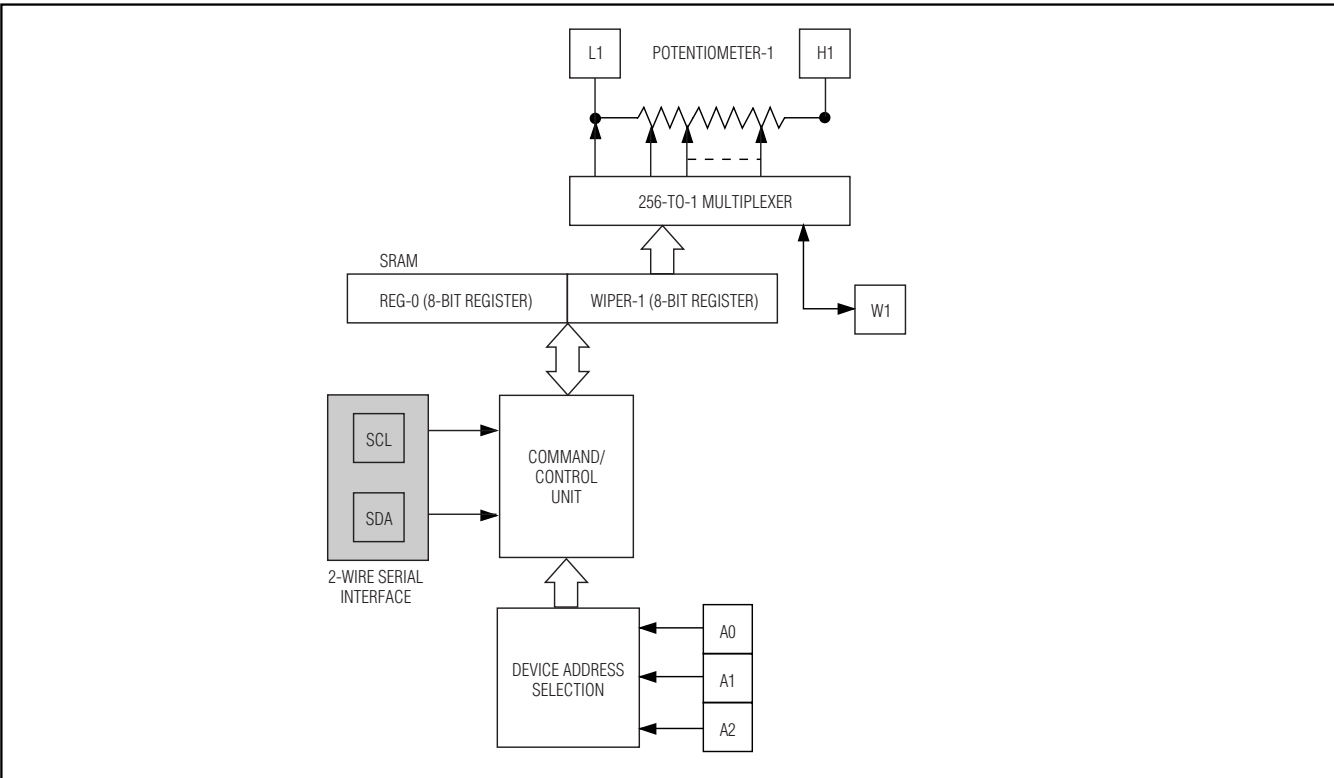 L1
POTENTIOMETER-1
H1
256-TO-1 MULTIPLEXER
SRAM
REG-0 (8-BIT REGISTER)
WIPER-1 (8-BIT REGISTER)
W1
SCL
SDA
COMMAND/
CONTROL
UNIT
2-WIRE SERIAL
INTERFACE
DEVICE ADDRESS
SELECTION
A0
A1
A2